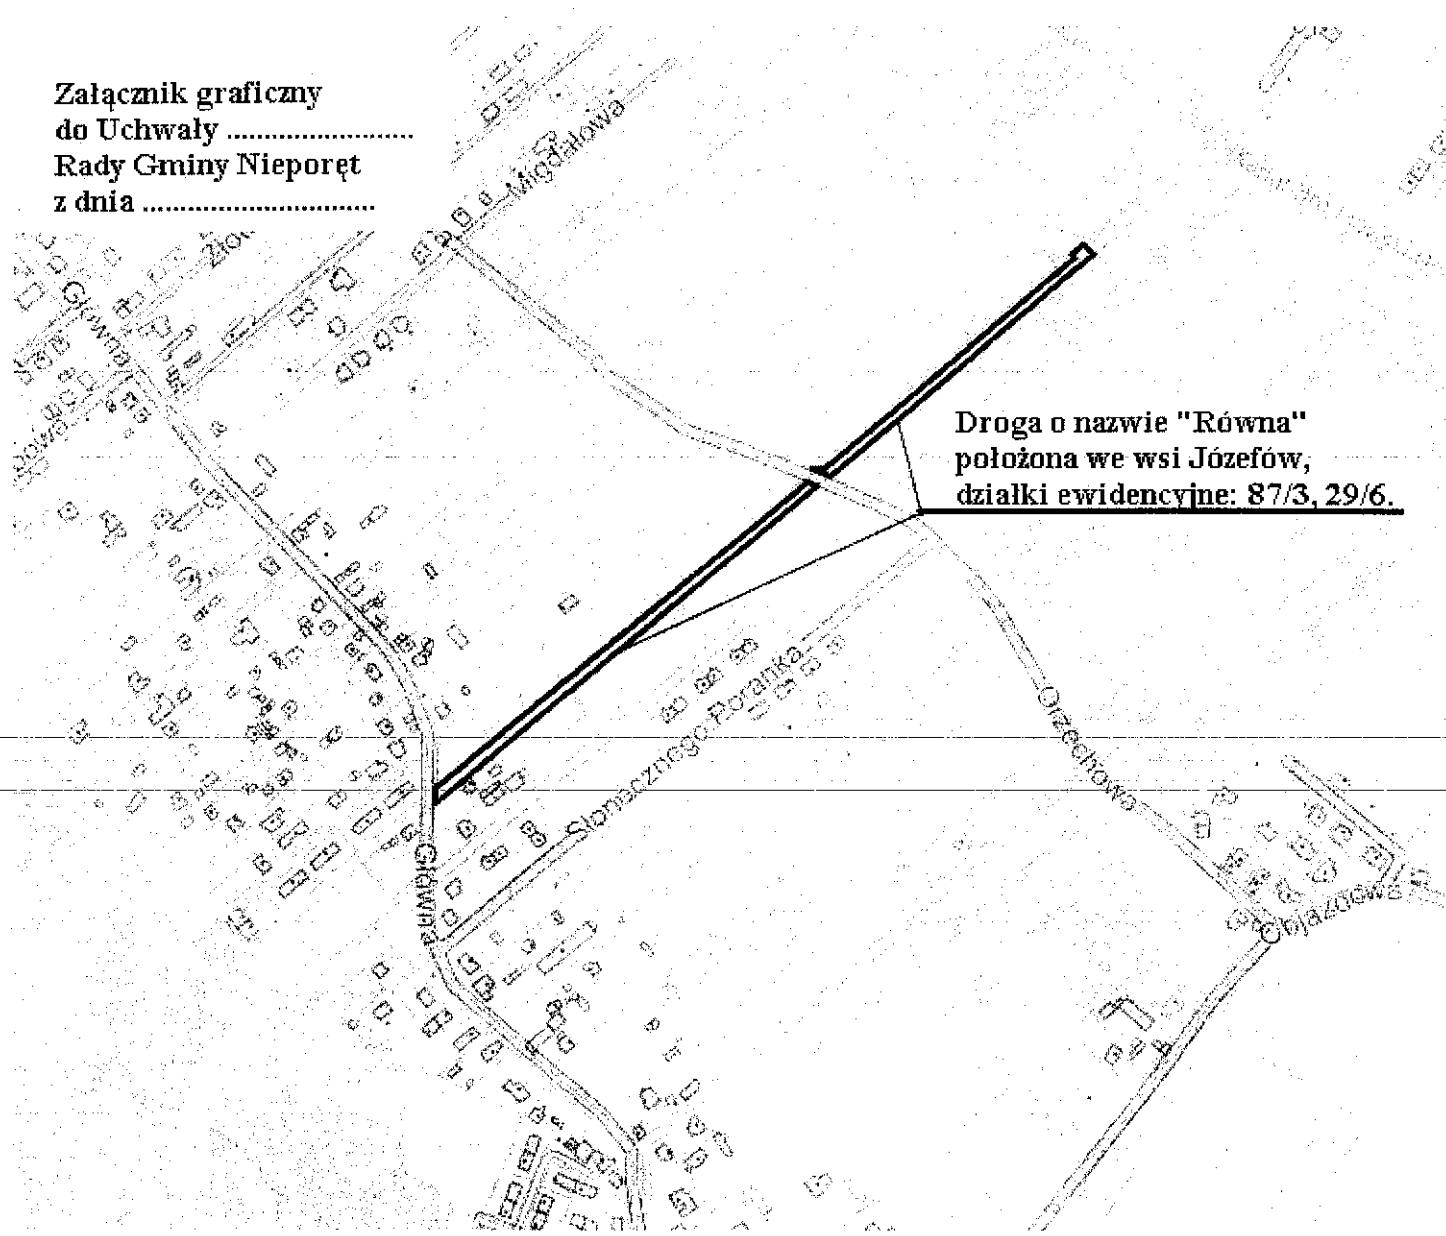 Załącznik graficzny
do Uchwały .........................
Rady Gminy Nieporęt
z dnia ...............................
Migdałowa
Główna
Droga o nazwie "Równa"
położona we wsi Józefów,
działki ewidencyjne: 87/3, 29/6.
Słonecznego Poranka
Orzechowa
Główna
Objazdowa